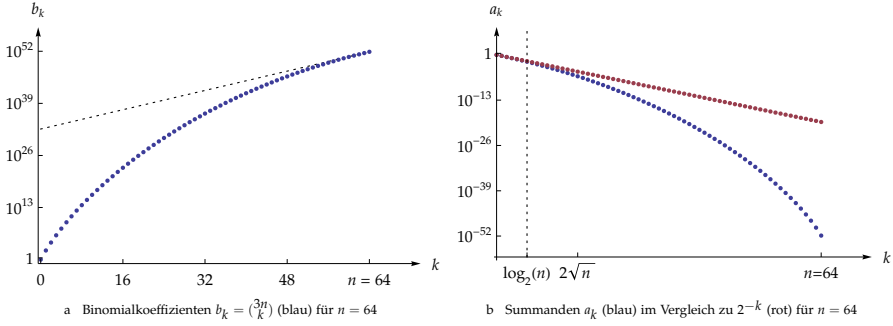 b_k
10^52
10^39
10^26
10^13
1
0 16 32 48 n = 64 k
a Binomialkoeffizienten b_k = (3n k) (blau) für n = 64
a_k
1
10^−13
10^−26
10^−39
10^−52
log_2(n) 2√n n=64 k
b Summanden a_k (blau) im Vergleich zu 2^−k (rot) für n = 64